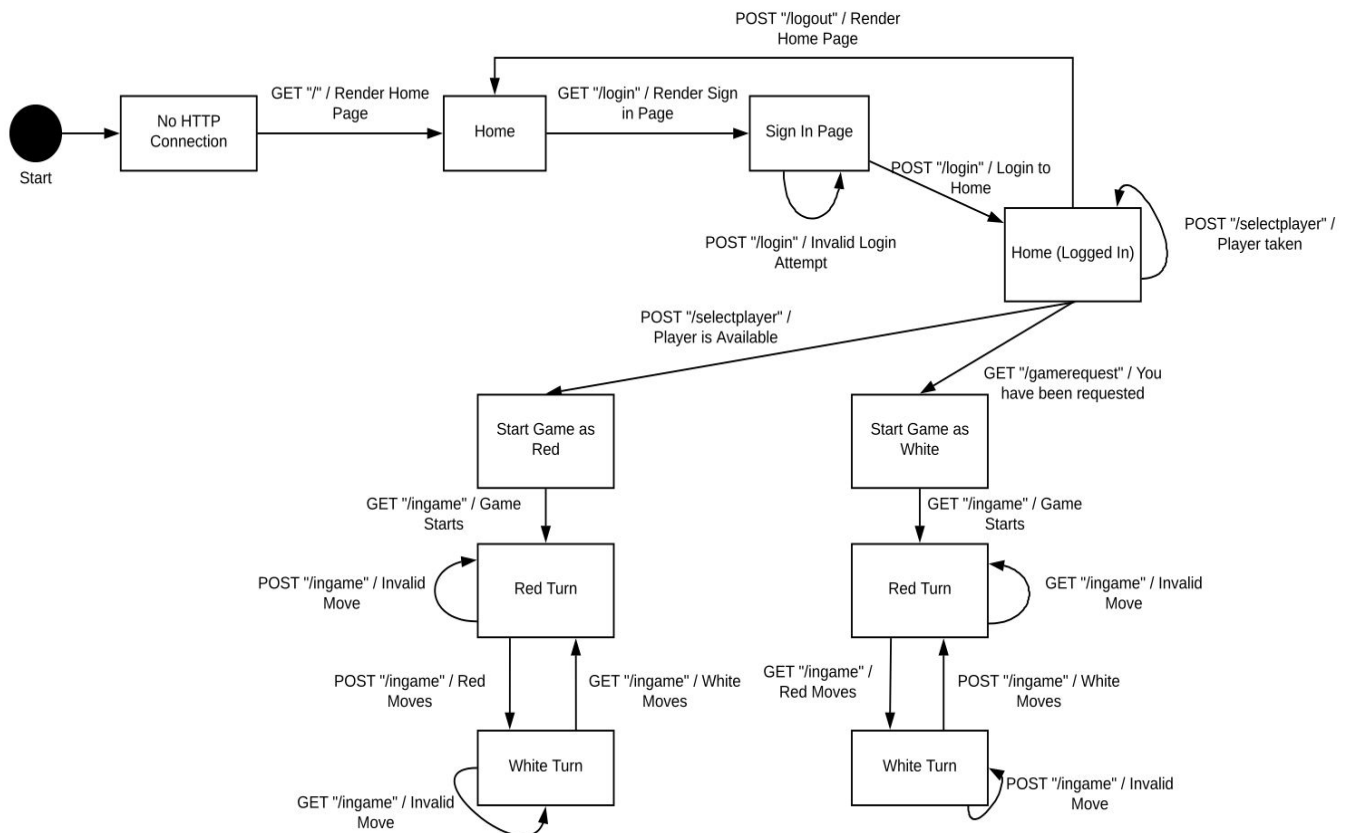 POST "/logout" / Render
Home Page
GET "/" / Render Home
Page
GET "/login" / Render Sign
in Page
No HTTP
Connection
Home
Sign In Page
Start
POST "/login" / Login to
Home
POST "/login" / Invalid Login
Attempt
Home (Logged In)
POST "/selectplayer" /
Player taken
POST "/selectplayer" /
Player is Available
GET "/gamerequest" / You
have been requested
Start Game as
Red
Start Game as
White
GET "/ingame" / Game
Starts
GET "/ingame" / Game
Starts
POST "/ingame" / Invalid
Move
Red Turn
Red Turn
GET "/ingame" / Invalid
Move
POST "/ingame" / Red
Moves
GET "/ingame" / White
Moves
GET "/ingame" /
Red Moves
POST "/ingame" / White
Moves
White Turn
White Turn
GET "/ingame" / Invalid
Move
POST "/ingame" / Invalid
Move